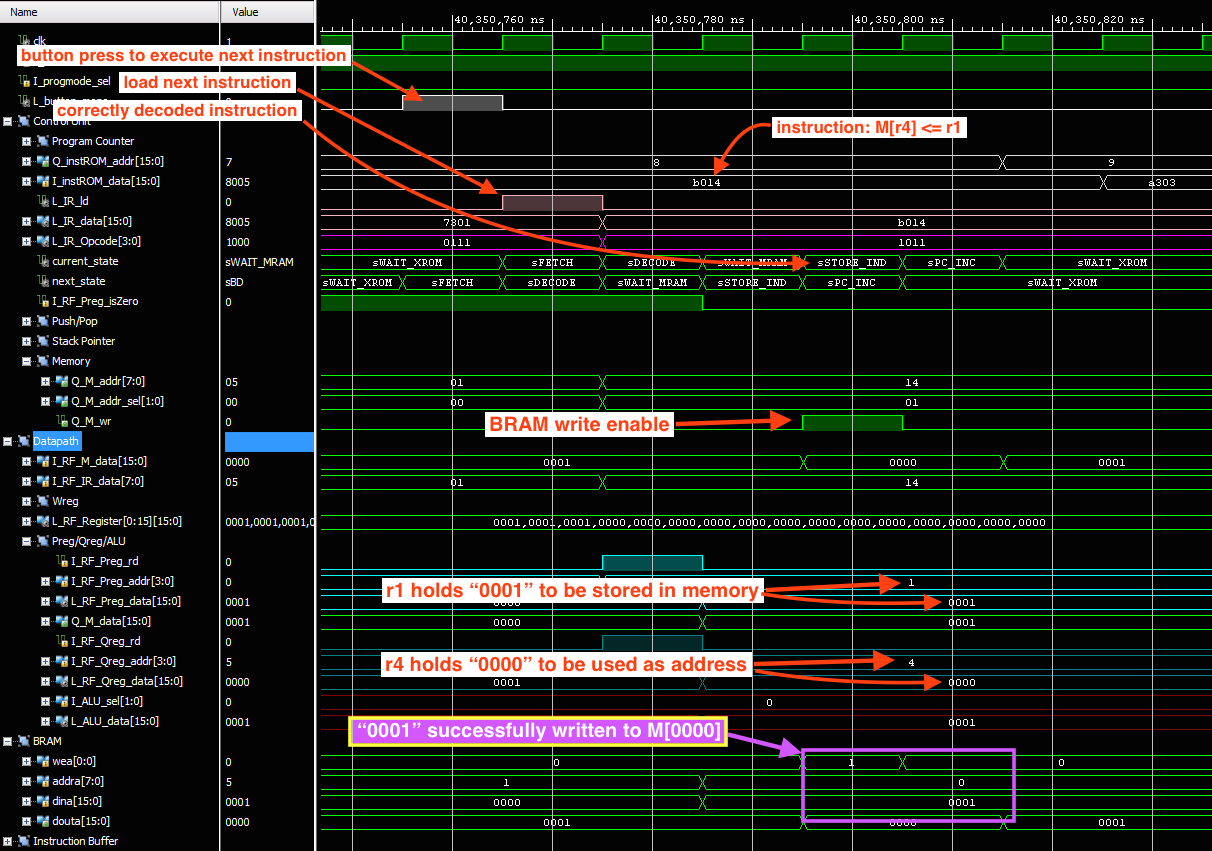 Name Value
40,350,760 ns 40,350,780 ns 40,350,800 ns 40,350,820 ns
clk 1
button press to execute next instruction
I_progmode_sel
load next instruction
correctly decoded instruction
Control Unit
instruction: M[r4] <= r1
Program Counter
Q_instROM_addr[15:0] 7 8 9
I_instROM_data[15:0] 8005 b014 a303
L_IR_ld 0
L_IR_data[15:0] 8005 7301 b014
L_IR_Opcode[3:0] 1000 0111 1011
current_state sWAIT_MRAM sWAIT_XROM sFETCH sDECODE sWAIT_MRAM sSTORE_IND sPC_INC sWAIT_XROM
next_state sBD sWAIT_XROM sFETCH sDECODE sWAIT_MRAM sSTORE_IND sPC_INC sWAIT_XROM
I_RF_Preg_isZero 0
Push/Pop
Stack Pointer
Memory
Q_M_addr[7:0] 05 01 14
Q_M_addr_sel[1:0] 00 00 01
Q_M_wr 0
BRAM write enable
Datapath
I_RF_M_data[15:0] 0000 0001 0000 0001
I_RF_IR_data[7:0] 05 01 14
Wreg
L_RF_Register[0:15][15:0] 0001,0001,0001,0 0001,0001,0001,0000,0000,0000,0000,0000,0000,0000,0000,0000,0000,0000,0000,0000
Preg/Qreg/ALU
I_RF_Preg_rd 0
I_RF_Preg_addr[3:0] 0 1
r1 holds “0001” to be stored in memory
L_RF_Preg_data[15:0] 0001 0001
Q_M_data[15:0] 0001 0000 0001
I_RF_Qreg_rd 0
I_RF_Qreg_addr[3:0] 5 4
r4 holds “0000” to be used as address
L_RF_Qreg_data[15:0] 0000 0001 0000
I_ALU_sel[1:0] 0 0
L_ALU_data[15:0] 0001 0001
“0001” successfully written to M[0000]
BRAM
wea[0:0] 0 0 1 0
addra[7:0] 5 1 0
dina[15:0] 0001 0000 0001
douta[15:0] 0000 0001 0000 0001
Instruction Buffer